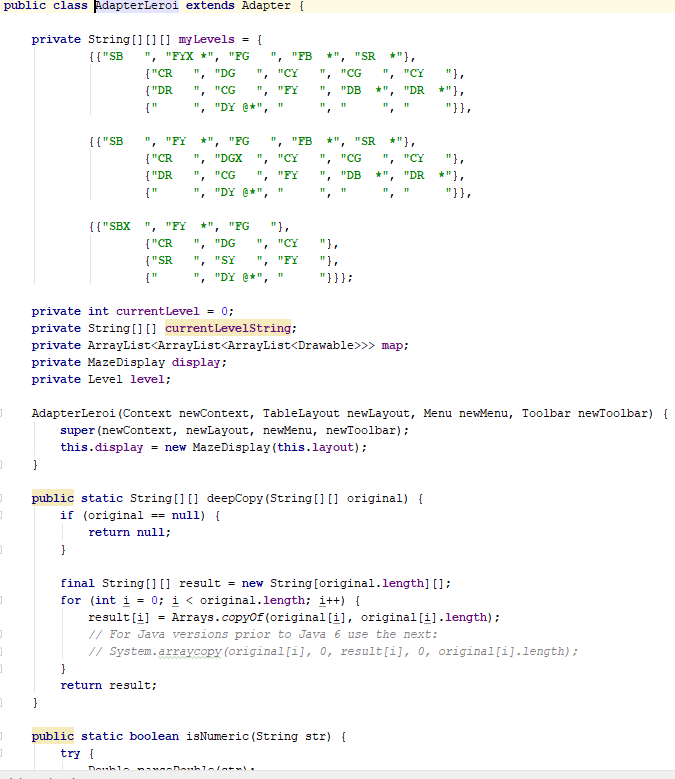 public class AdapterLeroi extends Adapter {
private String[][][] myLevels = {
{{"SB   ", "FYX *", "FG   ", "FB  *", "SR  *"},
{"CR   ", "DG   ", "CY   ", "CG   ", "CY   "},
{"DR   ", "CG   ", "FY   ", "DB  *", "DR  *"},
{"     ", "DY @*", "     ", "     ", "     "}},
{{"SB   ", "FY  *", "FG   ", "FB  *", "SR  *"},
{"CR   ", "DGX  ", "CY   ", "CG   ", "CY   "},
{"DR   ", "CG   ", "FY   ", "DB  *", "DR  *"},
{"     ", "DY @*", "     ", "     ", "     "}},
{{"SBX  ", "FY  *", "FG   "},
{"CR   ", "DG   ", "CY   "},
{"SR   ", "SY   ", "FY   "},
{"     ", "DY @*", "     "}}};
private int currentLevel = 0;
private String[][] currentLevelString;
private ArrayList<ArrayList<ArrayList<Drawable>>> map;
private MazeDisplay display;
private Level level;
AdapterLeroi(Context newContext, TableLayout newLayout, Menu newMenu, Toolbar newToolbar) {
super(newContext, newLayout, newMenu, newToolbar);
this.display = new MazeDisplay(this.layout);
}
public static String[][] deepCopy(String[][] original) {
if (original == null) {
return null;
}
final String[][] result = new String[original.length][];
for (int i = 0; i < original.length; i++) {
result[i] = Arrays.copyOf(original[i], original[i].length);
// For Java versions prior to Java 6 use the next:
// System.arraycopy(original[i], 0, result[i], 0, original[i].length);
}
return result;
}
public static boolean isNumeric(String str) {
try {
Double.parseDouble(str);